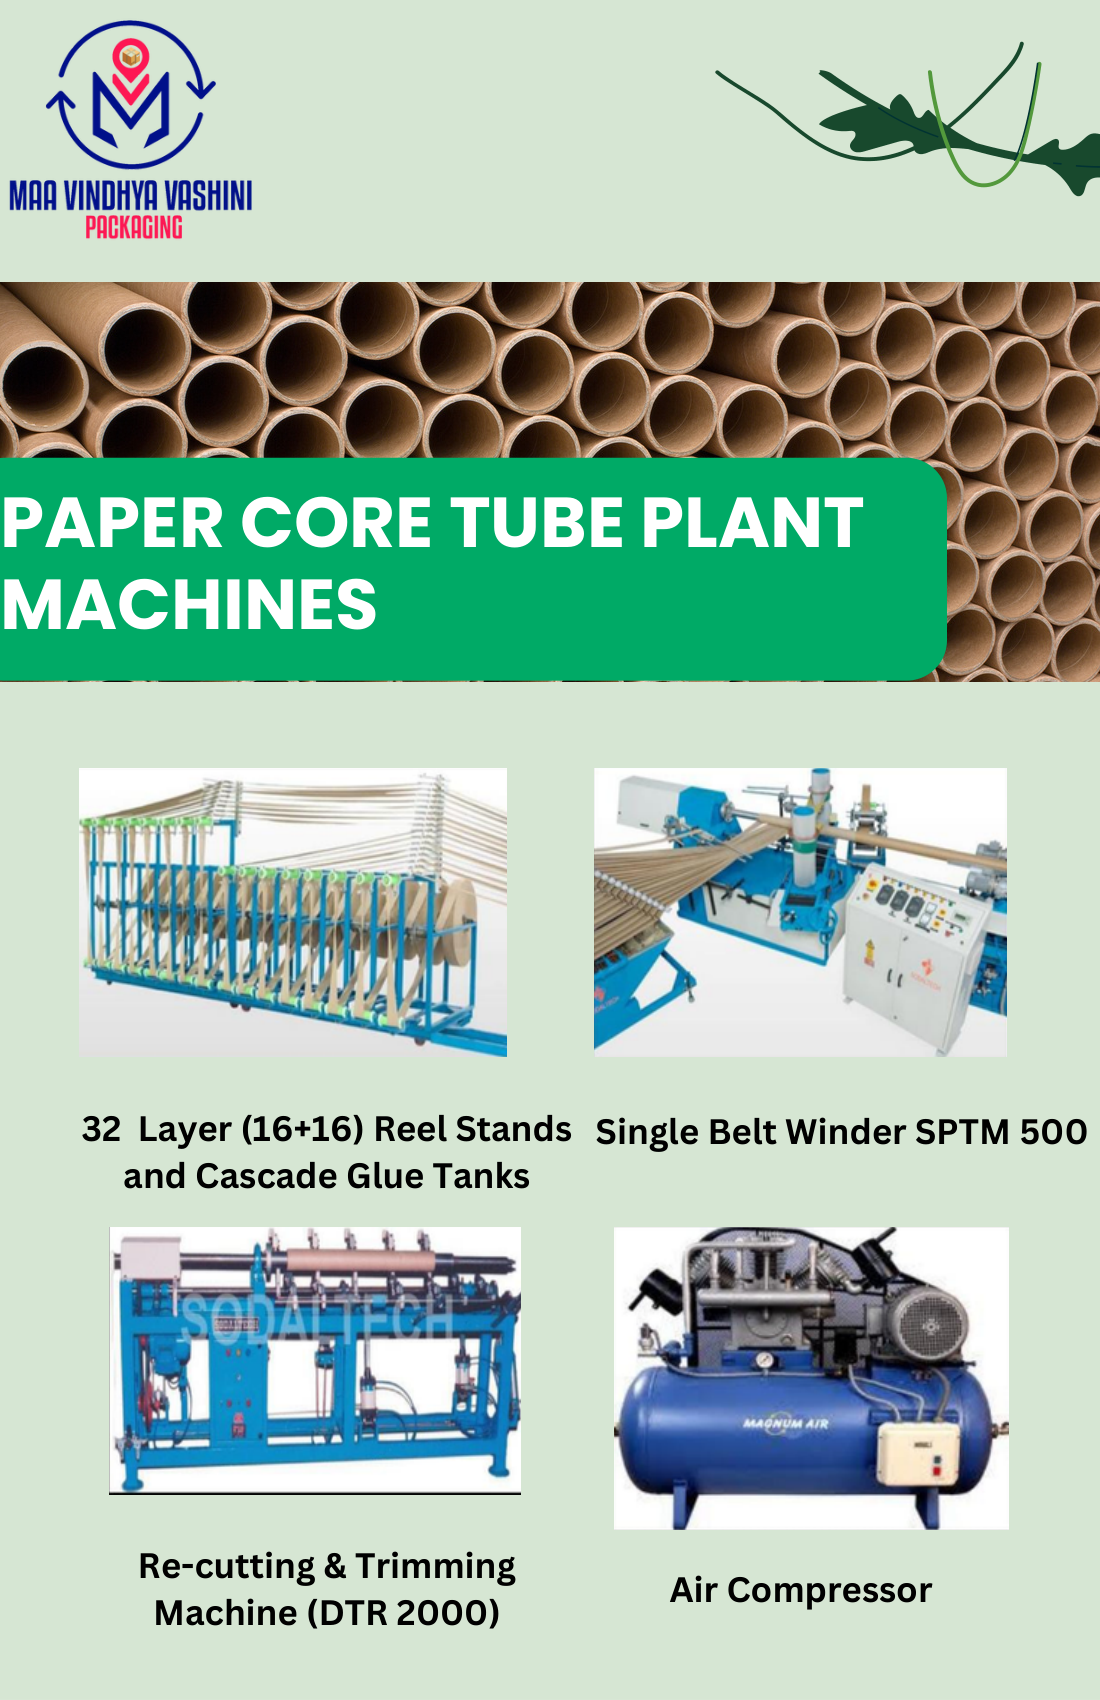 MAA VINDHYA VASHINI
PACKAGING
PAPER CORE TUBE PLANT
MACHINES
32 Layer (16+16) Reel Stands
and Cascade Glue Tanks
Single Belt Winder SPTM 500
SODALTECH
MAGNUM AIR
Re-cutting & Trimming
Machine (DTR 2000)
Air Compressor